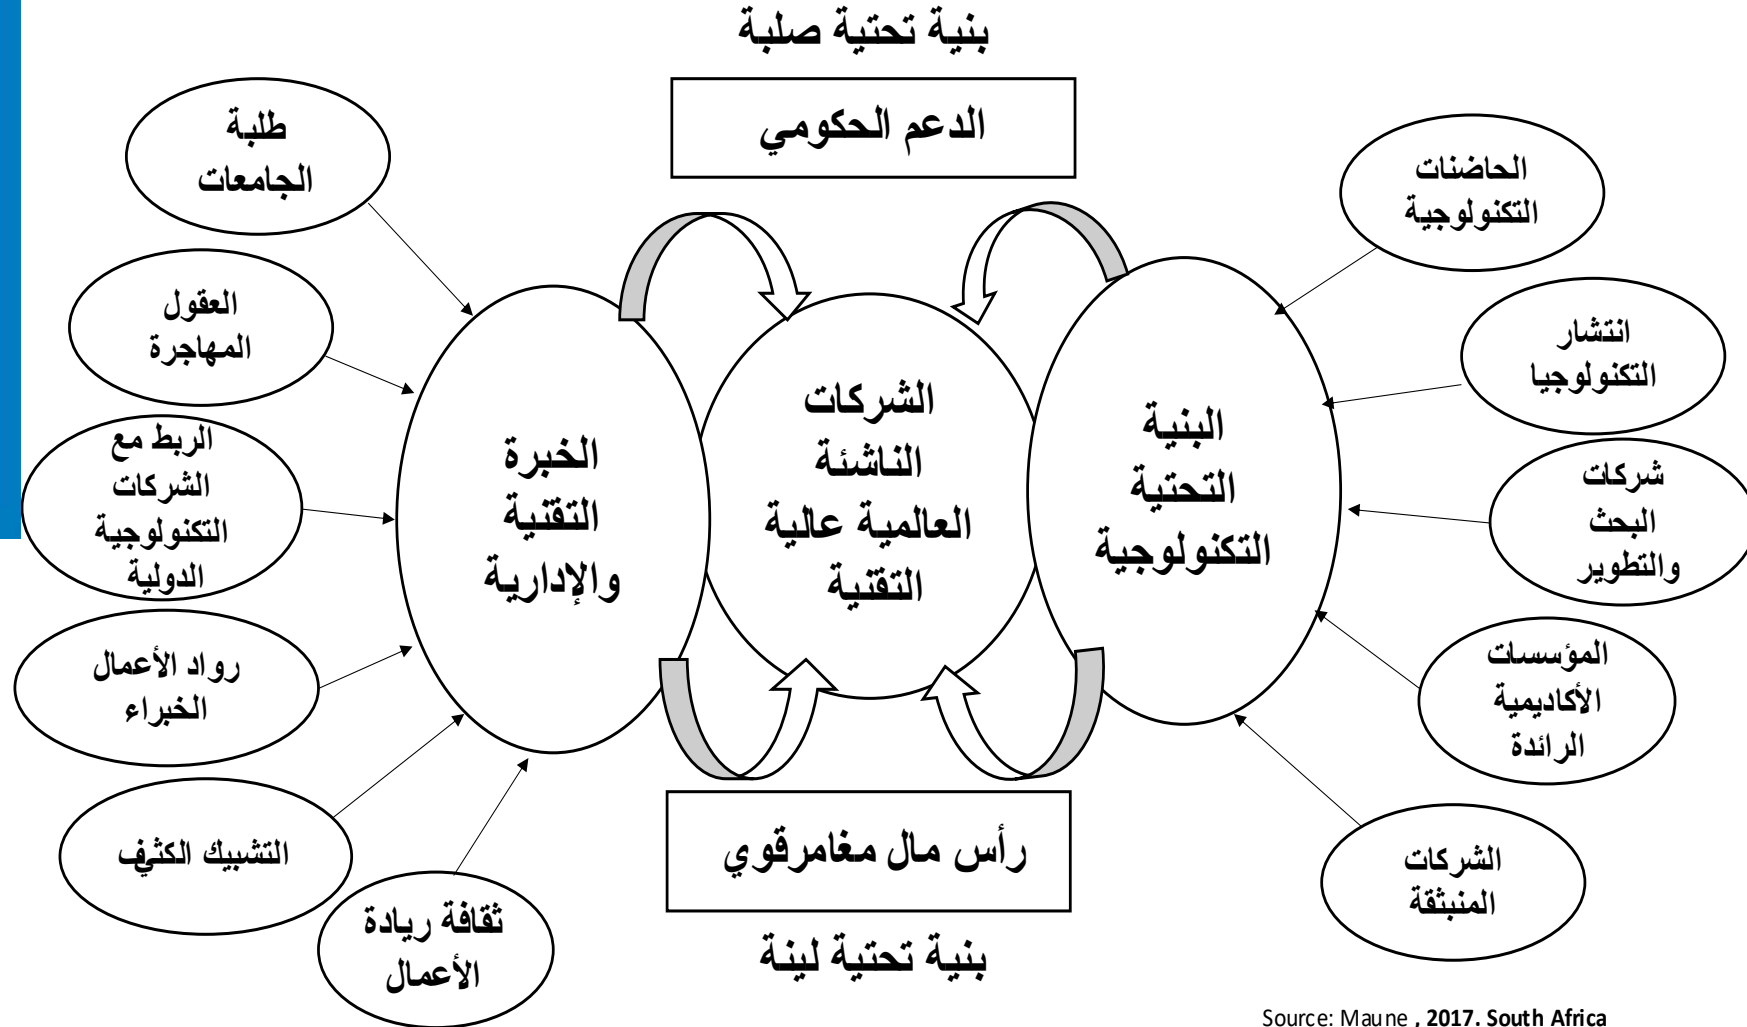 بنية تحتية صلبة
الدعم الحكومي
الحاضنات
التكنولوجية
انتشار
التكنولوجيا
شركات
البحث
والتطوير
المؤسسات
الأكاديمية
الرائدة
الشركات
المنبثقة
البنية
التحتية
التكنولوجية
الشركات
الناشئة
العالمية عالية
التقنية
الخبرة
التقنية
والإدارية
طلبة
الجامعات
العقول
المهاجرة
الربط مع
الشركات
التكنولوجية
الدولية
رواد الأعمال
الخبراء
التشبيك الكثيف
ثقافة ريادة
الأعمال
رأس مال مغامرقوي
بنية تحتية لينة
Source: Maune , 2017. South Africa